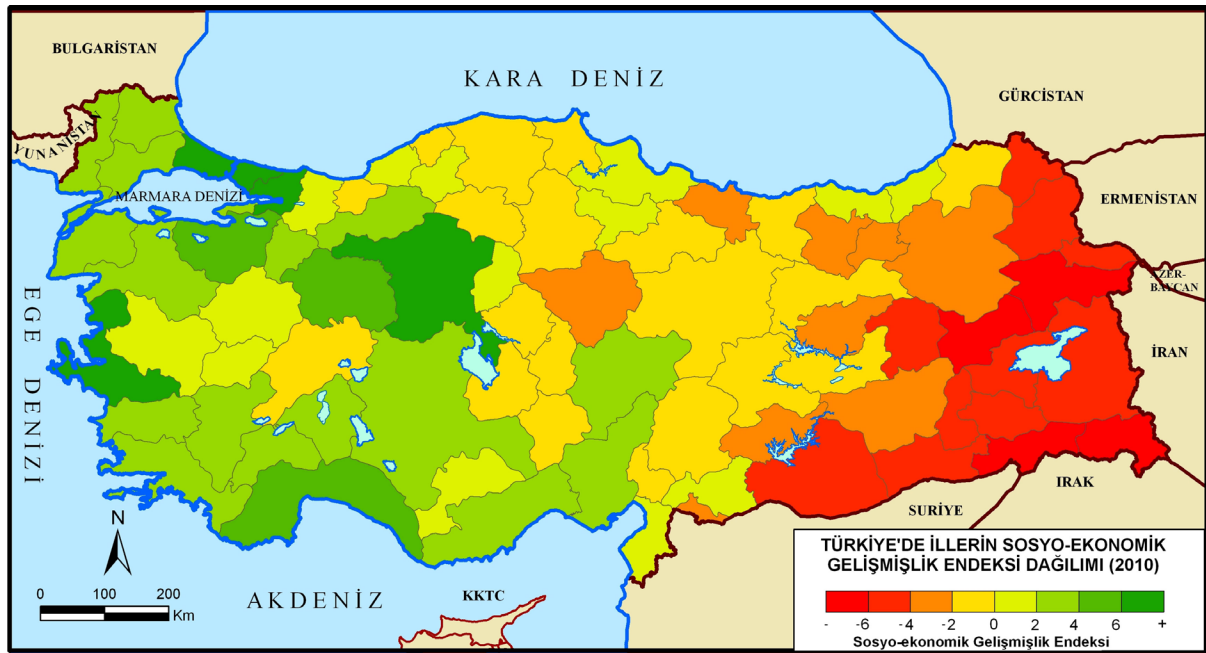 BULGARİSTAN
KARA DENİZ
GÜRCİSTAN
YUNANİSTAN
MARMARA DENİZİ
ERMENİSTAN
AZER-
BAYCAN
EGE DENİZİ
İRAN
N
IRAK
SURİYE
0 100 200
Km
AKDENİZ
KKTC
TÜRKİYE'DE İLLERİN SOSYO-EKONOMİK
GELİŞMİŞLİK ENDEKSİ DAĞILIMI (2010)
- -6 -4 -2 0 2 4 6 +
Sosyo-ekonomik Gelişmişlik Endeksi